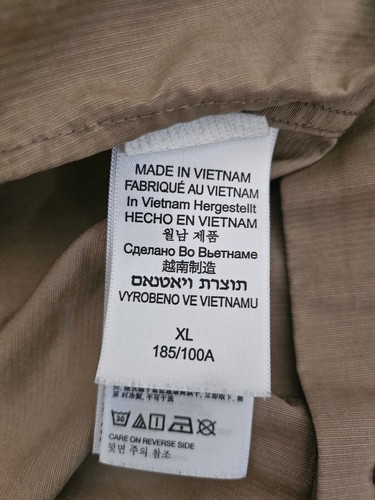 MADE IN VIETNAM
FABRIQUÉ AU VIETNAM
In Vietnam Hergestellt
HECHO EN VIETNAM
월남 제품
Сделано Во Вьетнаме
越南制造
תוצרת ויאטנאם
VYROBENO VE VIETNAMU
XL
185/100A
30
CARE ON REVERSE SIDE
뒷면 주의 참조